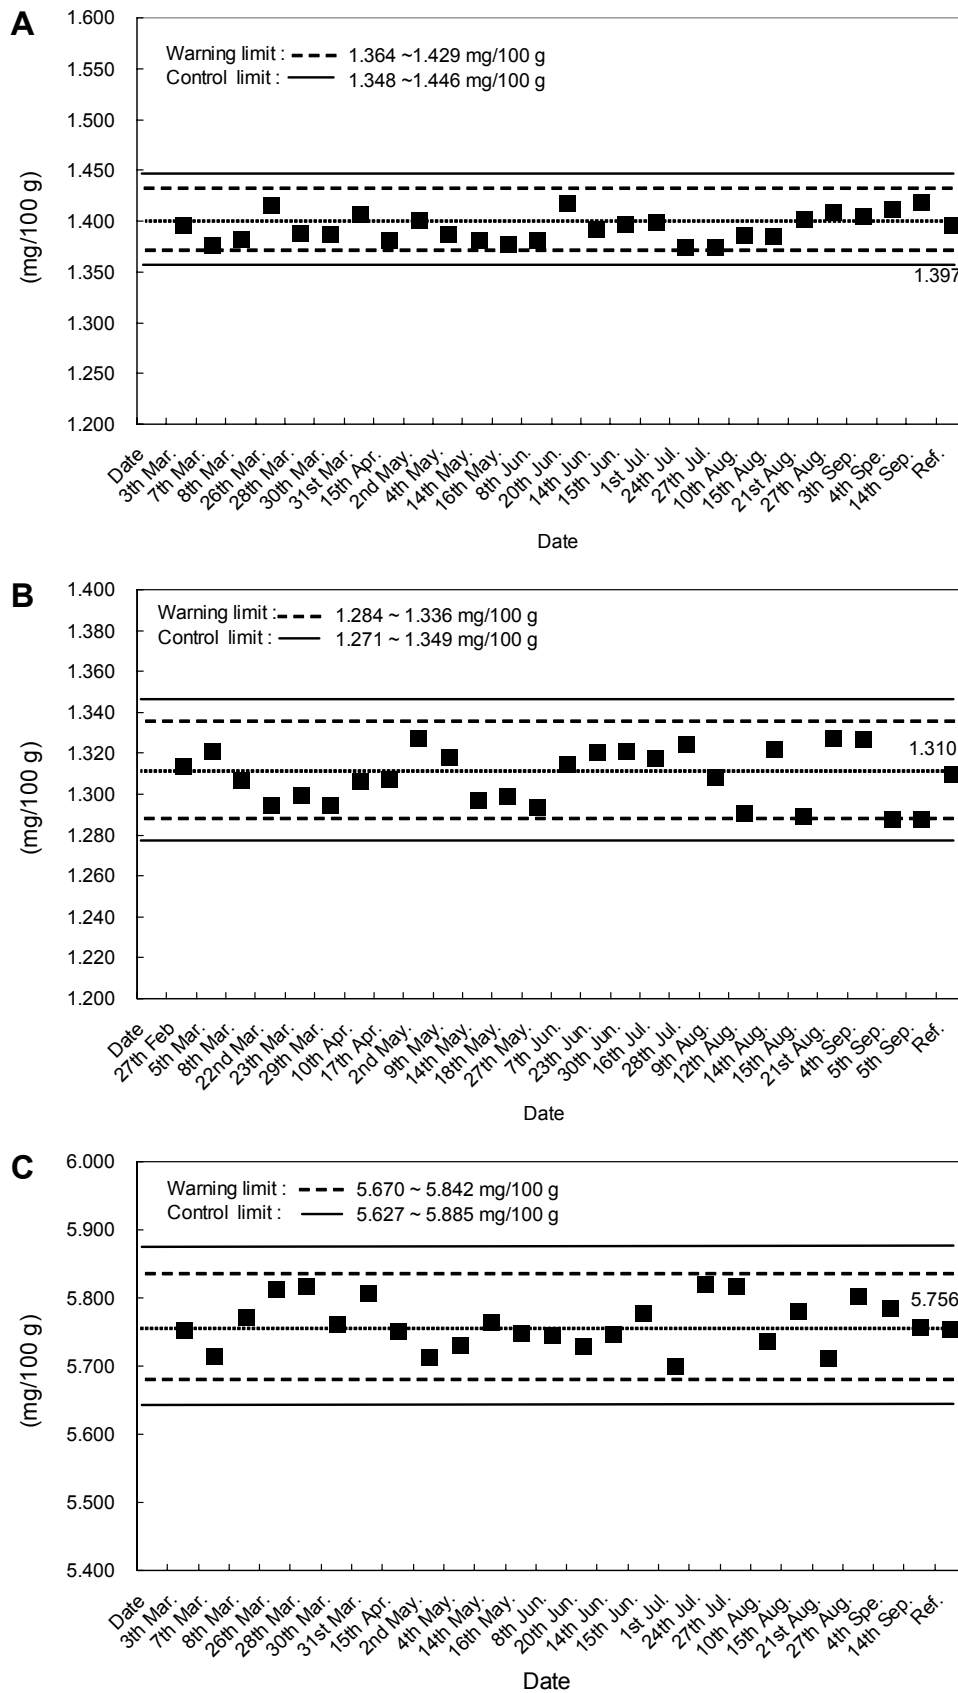 A
1.600
Warning limit : 1.364 ~1.429 mg/100 g
Control limit : 1.348 ~1.446 mg/100 g
1.550
1.500
1.450
1.400
1.350
1.300
1.250
1.200
(mg/100 g)
1.397
Date
3th Mar.
7th Mar.
8th Mar.
26th Mar.
28th Mar.
30th Mar.
31st Mar.
15th Apr.
2nd May.
4th May.
14th May.
16th May.
8th Jun.
20th Jun.
14th Jun.
15th Jun.
1st Jul.
24th Jul.
27th Jul.
10th Aug.
15th Aug.
21st Aug.
27th Aug.
3th Sep.
4th Spe.
14th Sep.
Ref.
Date
B
1.400
Warning limit : 1.284 ~ 1.336 mg/100 g
Control limit : 1.271 ~ 1.349 mg/100 g
1.380
1.360
1.340
1.320
1.300
1.280
1.260
1.240
1.220
1.200
(mg/100 g)
1.310
Date
27th Feb
5th Mar.
8th Mar.
22nd Mar.
23th Mar.
29th Mar.
10th Apr.
17th Apr.
2nd May.
9th May.
14th May.
18th May.
27th May.
7th Jun.
23th Jun.
30th Jun.
16th Jul.
28th Jul.
9th Aug.
12th Aug.
14th Aug.
15th Aug.
21st Aug.
4th Sep.
5th Sep.
5th Sep.
Ref.
Date
C
6.000
Warning limit : 5.670 ~ 5.842 mg/100 g
Control limit : 5.627 ~ 5.885 mg/100 g
5.900
5.800
5.700
5.600
5.500
5.400
(mg/100 g)
5.756
Date
3th Mar.
7th Mar.
8th Mar.
26th Mar.
28th Mar.
30th Mar.
31st Mar.
15th Apr.
2nd May.
4th May.
14th May.
16th May.
8th Jun.
20th Jun.
14th Jun.
15th Jun.
1st Jul.
24th Jul.
27th Jul.
10th Aug.
15th Aug.
21st Aug.
27th Aug.
4th Spe.
14th Sep.
Ref.
Date